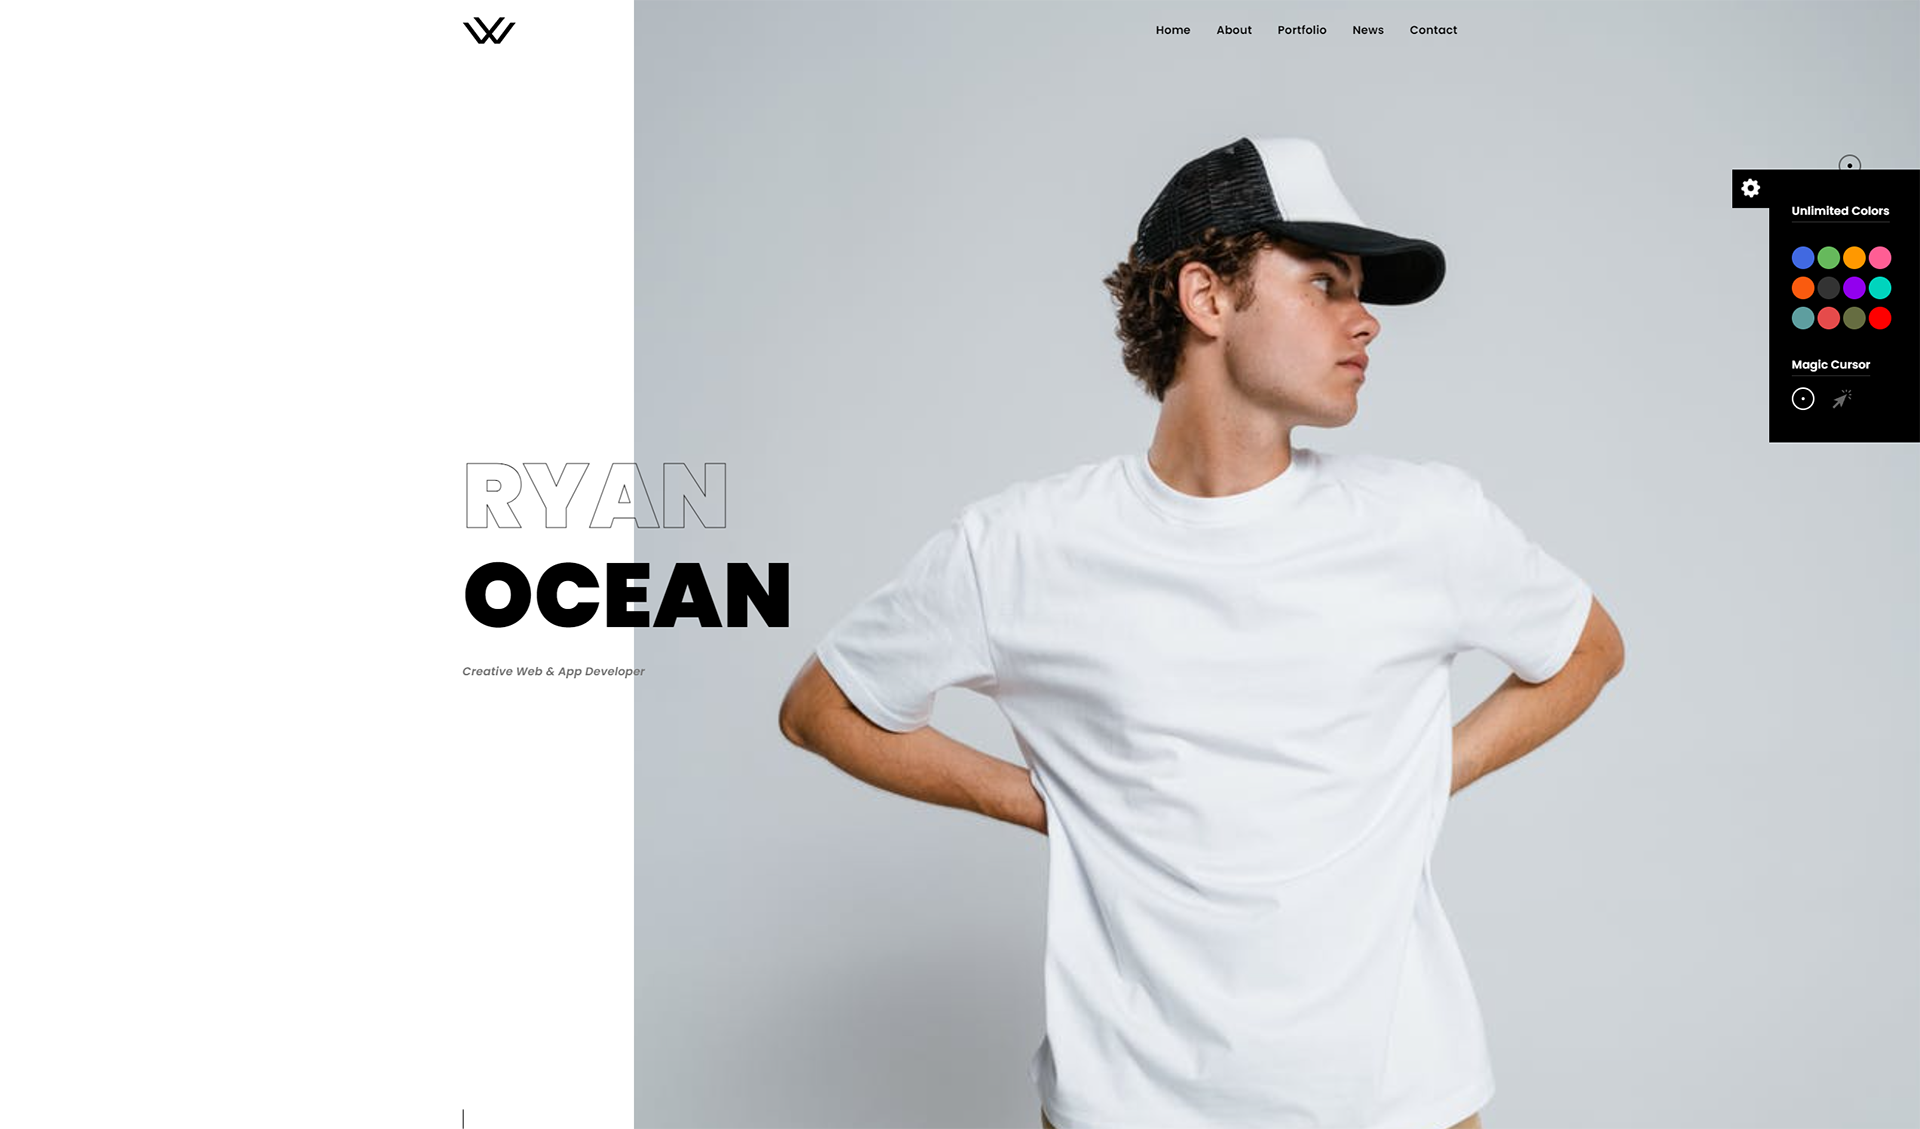 Home About Portfolio News Contact
Unlimited Colors
Magic Cursor
RYAN
OCEAN
Creative Web & App Developer